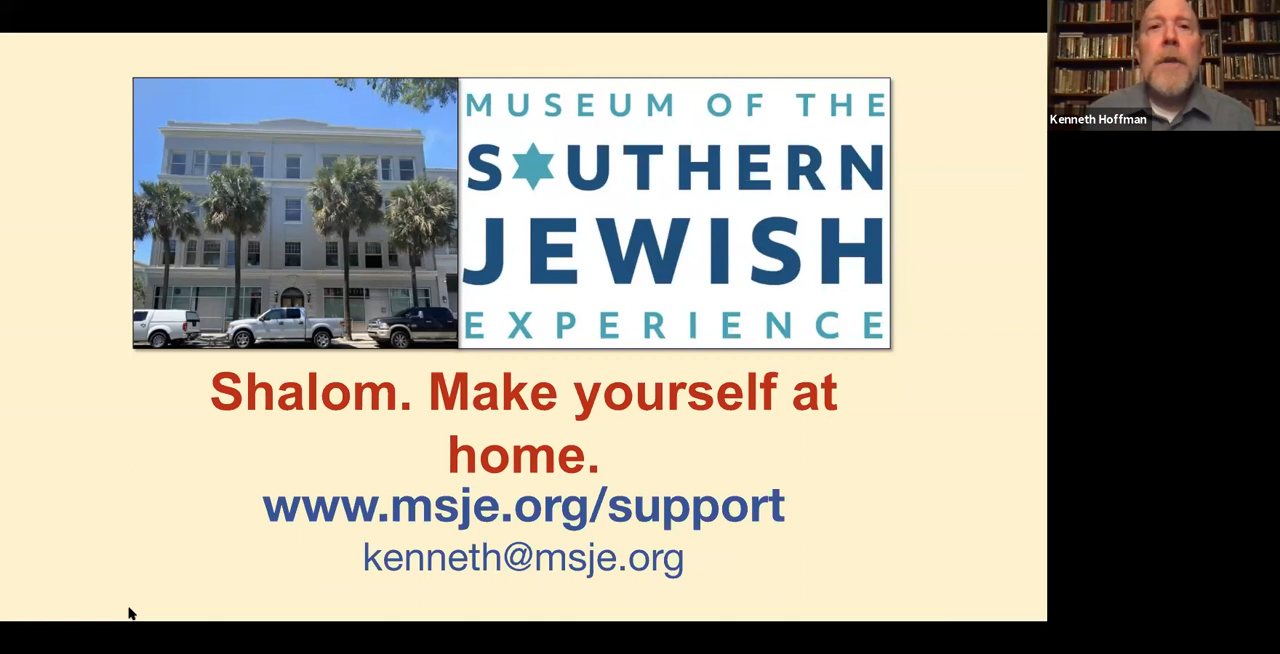 MUSEUM OF THE
S✡UTHERN
JEWISH
EXPERIENCE
Shalom. Make yourself at
home.
www.msje.org/support
kenneth@msje.org
Kenneth Hoffman